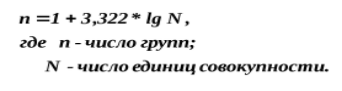 n =1 + 3,322 * lg N ,
где n - число групп;
N - число единиц совокупности.